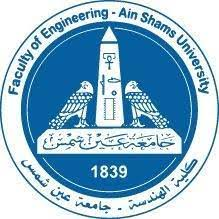 Faculty of Engineering - Ain Shams University
جامعة عين شمس
1839
كلية الهندسة - جامعة عين شمس